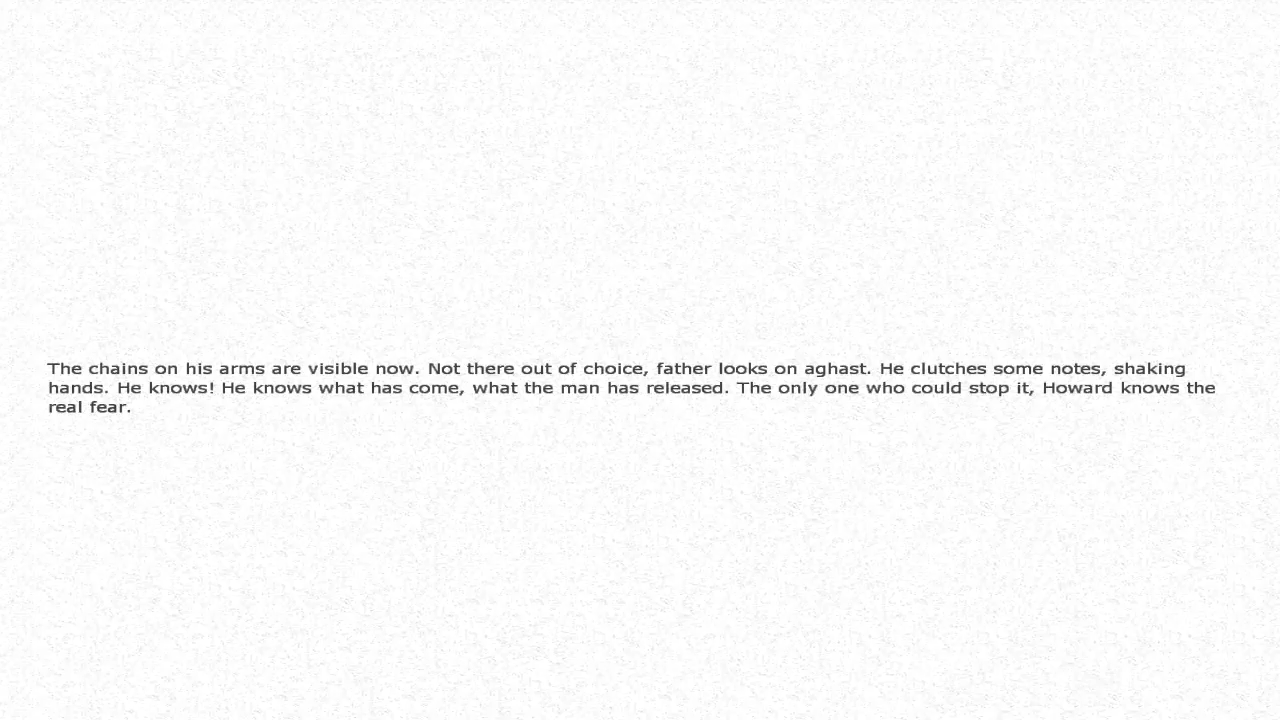 The chains on his arms are visible now. Not there out of choice, father looks on aghast. He clutches some notes, shaking
hands. He knows! He knows what has come, what the man has released. The only one who could stop it, Howard knows the
real fear.